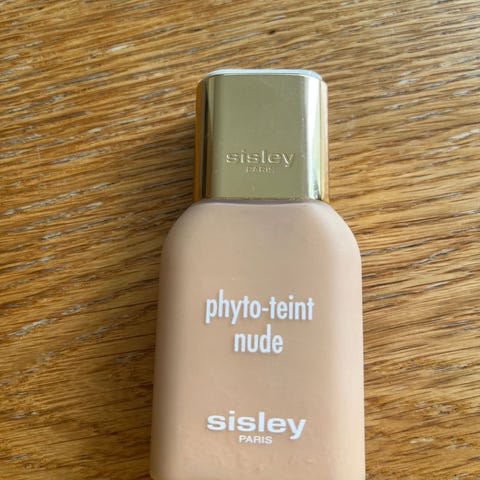 sisley
PARIS
phyto-teint
nude
sisley
PARIS